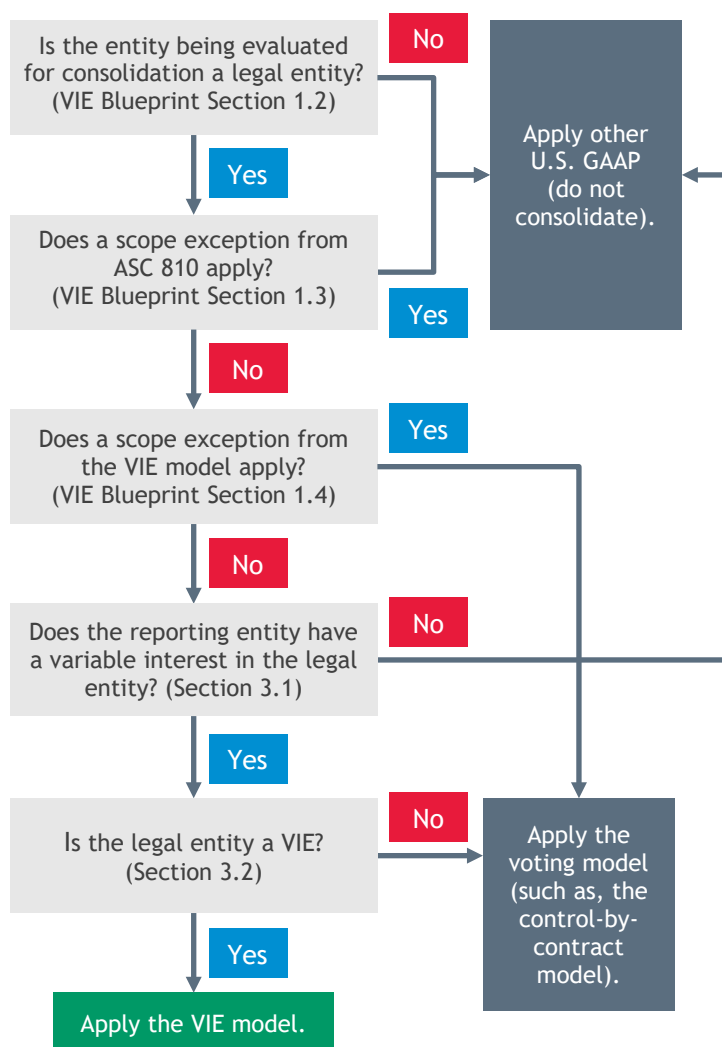 Is the entity being evaluated
for consolidation a legal entity?
(VIE Blueprint Section 1.2)
No
Apply other
U.S. GAAP
(do not
consolidate).
Yes
Does a scope exception from
ASC 810 apply?
(VIE Blueprint Section 1.3)
Yes
No
Does a scope exception from
the VIE model apply?
(VIE Blueprint Section 1.4)
Yes
No
Does the reporting entity have
a variable interest in the legal
entity? (Section 3.1)
No
Yes
Is the legal entity a VIE?
(Section 3.2)
No
Apply the
voting model
(such as, the
control-by-
contract
model).
Yes
Apply the VIE model.